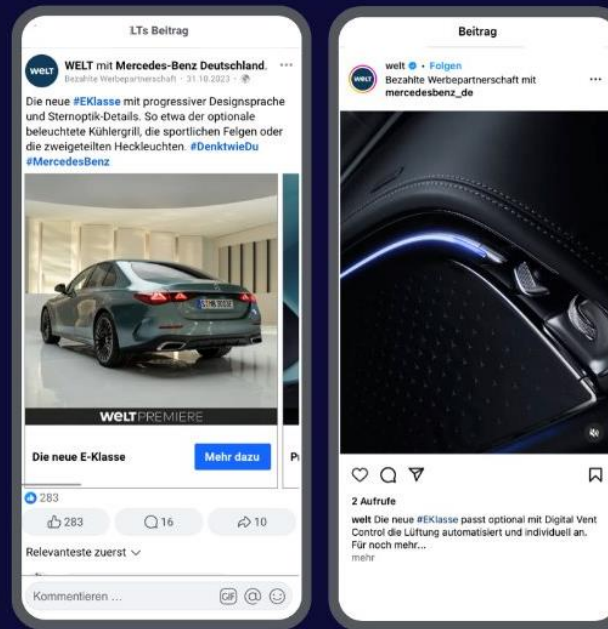 LTs Beitrag
WELT
WELT mit Mercedes-Benz Deutschland.
Bezahlte Werbepartnerschaft · 31.10.2023 ·
Die neue #EKlasse mit progressiver Designsprache
und Sternoptik-Details. So etwa der optionale
beleuchtete Kühlergrill, die sportlichen Felgen oder
die zweigeteilten Heckleuchten. #DenktwieDu
#MercedesBenz
WELTPREMIERE
Die neue E-Klasse
Mehr dazu
283
283
16
10
Relevanteste zuerst
Kommentieren ...
GIF
Beitrag
WELT
welt · Folgen
Bezahlte Werbepartnerschaft mit
mercedesbenz_de
2 Aufrufe
welt Die neue #EKlasse passt optional mit Digital Vent
Control die Lüftung automatisiert und individuell an.
Für noch mehr...
mehr